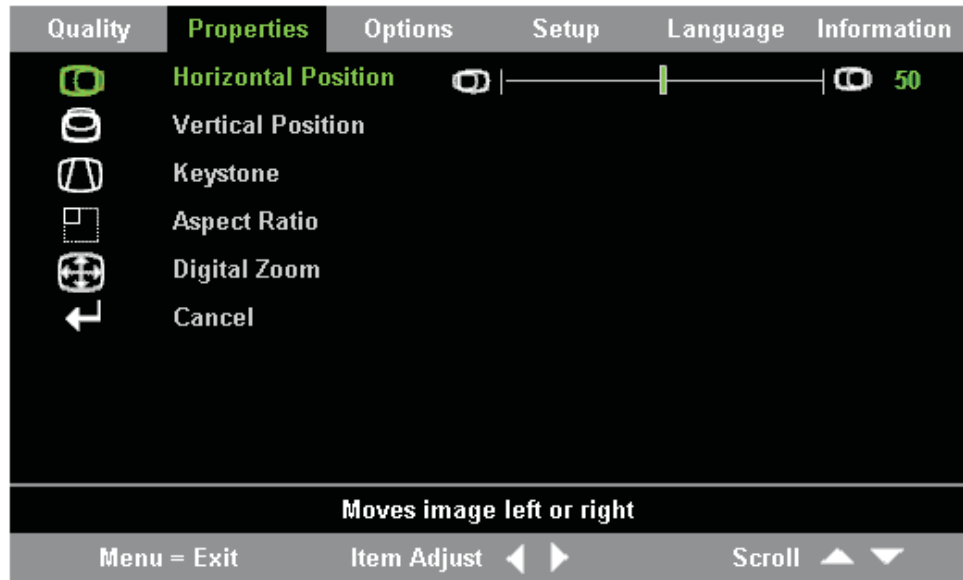 Quality Properties Options Setup Language Information
Horizontal Position 50
Vertical Position
Keystone
Aspect Ratio
Digital Zoom
Cancel
Moves image left or right
Menu = Exit Item Adjust Scroll